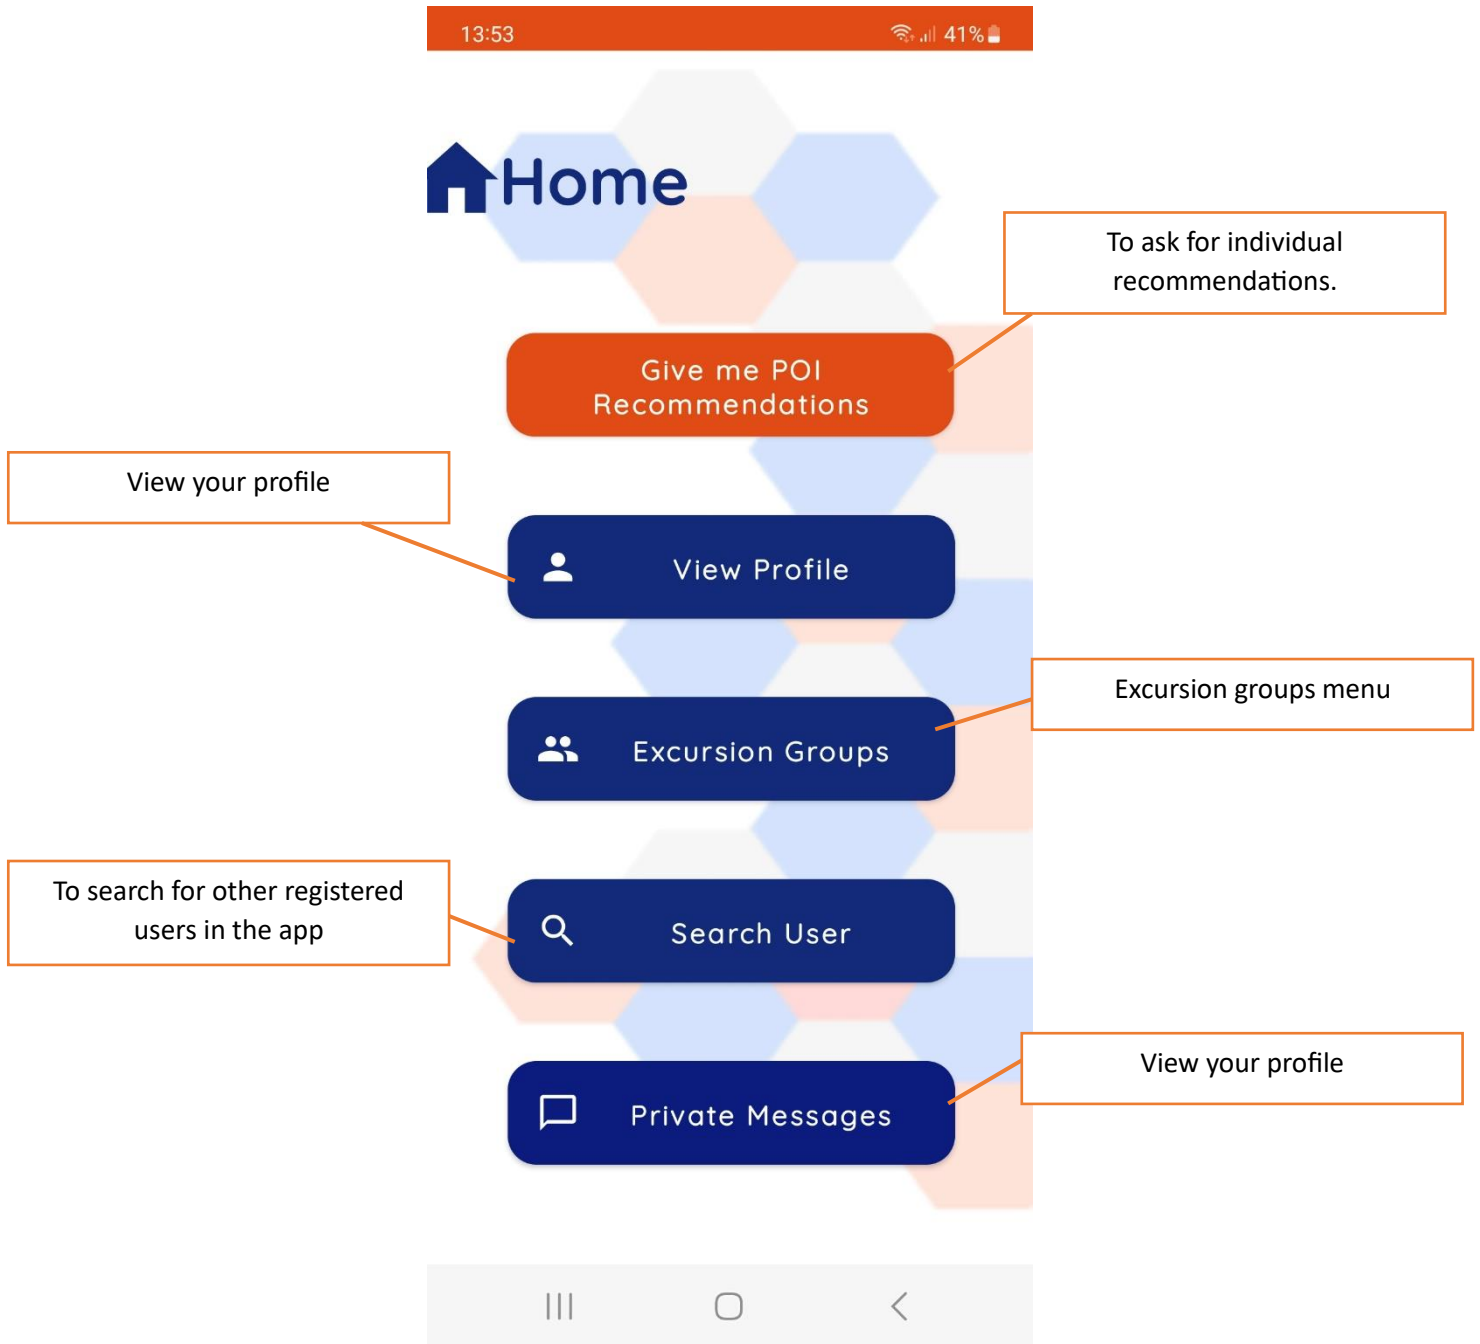 13:53
41%
Home
To ask for individual
recommendations.
Give me POI
Recommendations
View your profile
View Profile
Excursion groups menu
Excursion Groups
To search for other registered
users in the app
Search User
View your profile
Private Messages